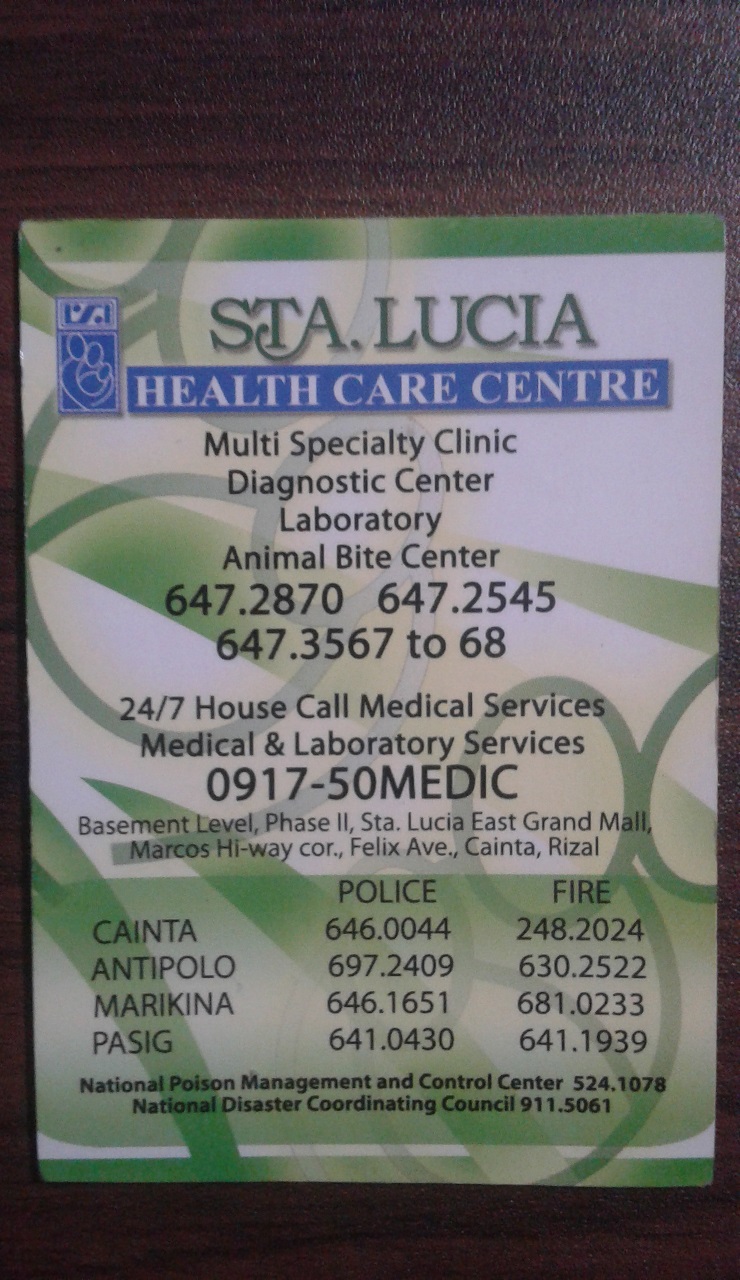 STA. LUCIA
HEALTH CARE CENTRE
Multi Specialty Clinic
Diagnostic Center
Laboratory
Animal Bite Center
647.2870 647.2545
647.3567 to 68
24/7 House Call Medical Services
Medical & Laboratory Services
0917-50MEDIC
Basement Level, Phase II, Sta. Lucia East Grand Mall,
Marcos Hi-way cor., Felix Ave., Cainta, Rizal
POLICE FIRE
CAINTA 646.0044 248.2024
ANTIPOLO 697.2409 630.2522
MARIKINA 646.1651 681.0233
PASIG 641.0430 641.1939
National Poison Management and Control Center 524.1078
National Disaster Coordinating Council 911.5061